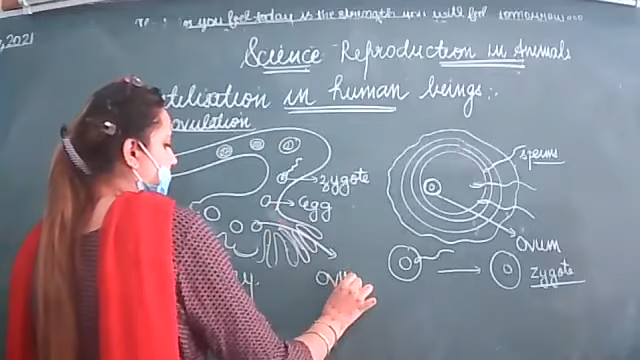 you feel today is the strength you will feel tomorrow...
,2021
Science Reproduction in Animals
tilisation in human beings:.
ovulation
sperms
zygote
egg
ovum
zygote